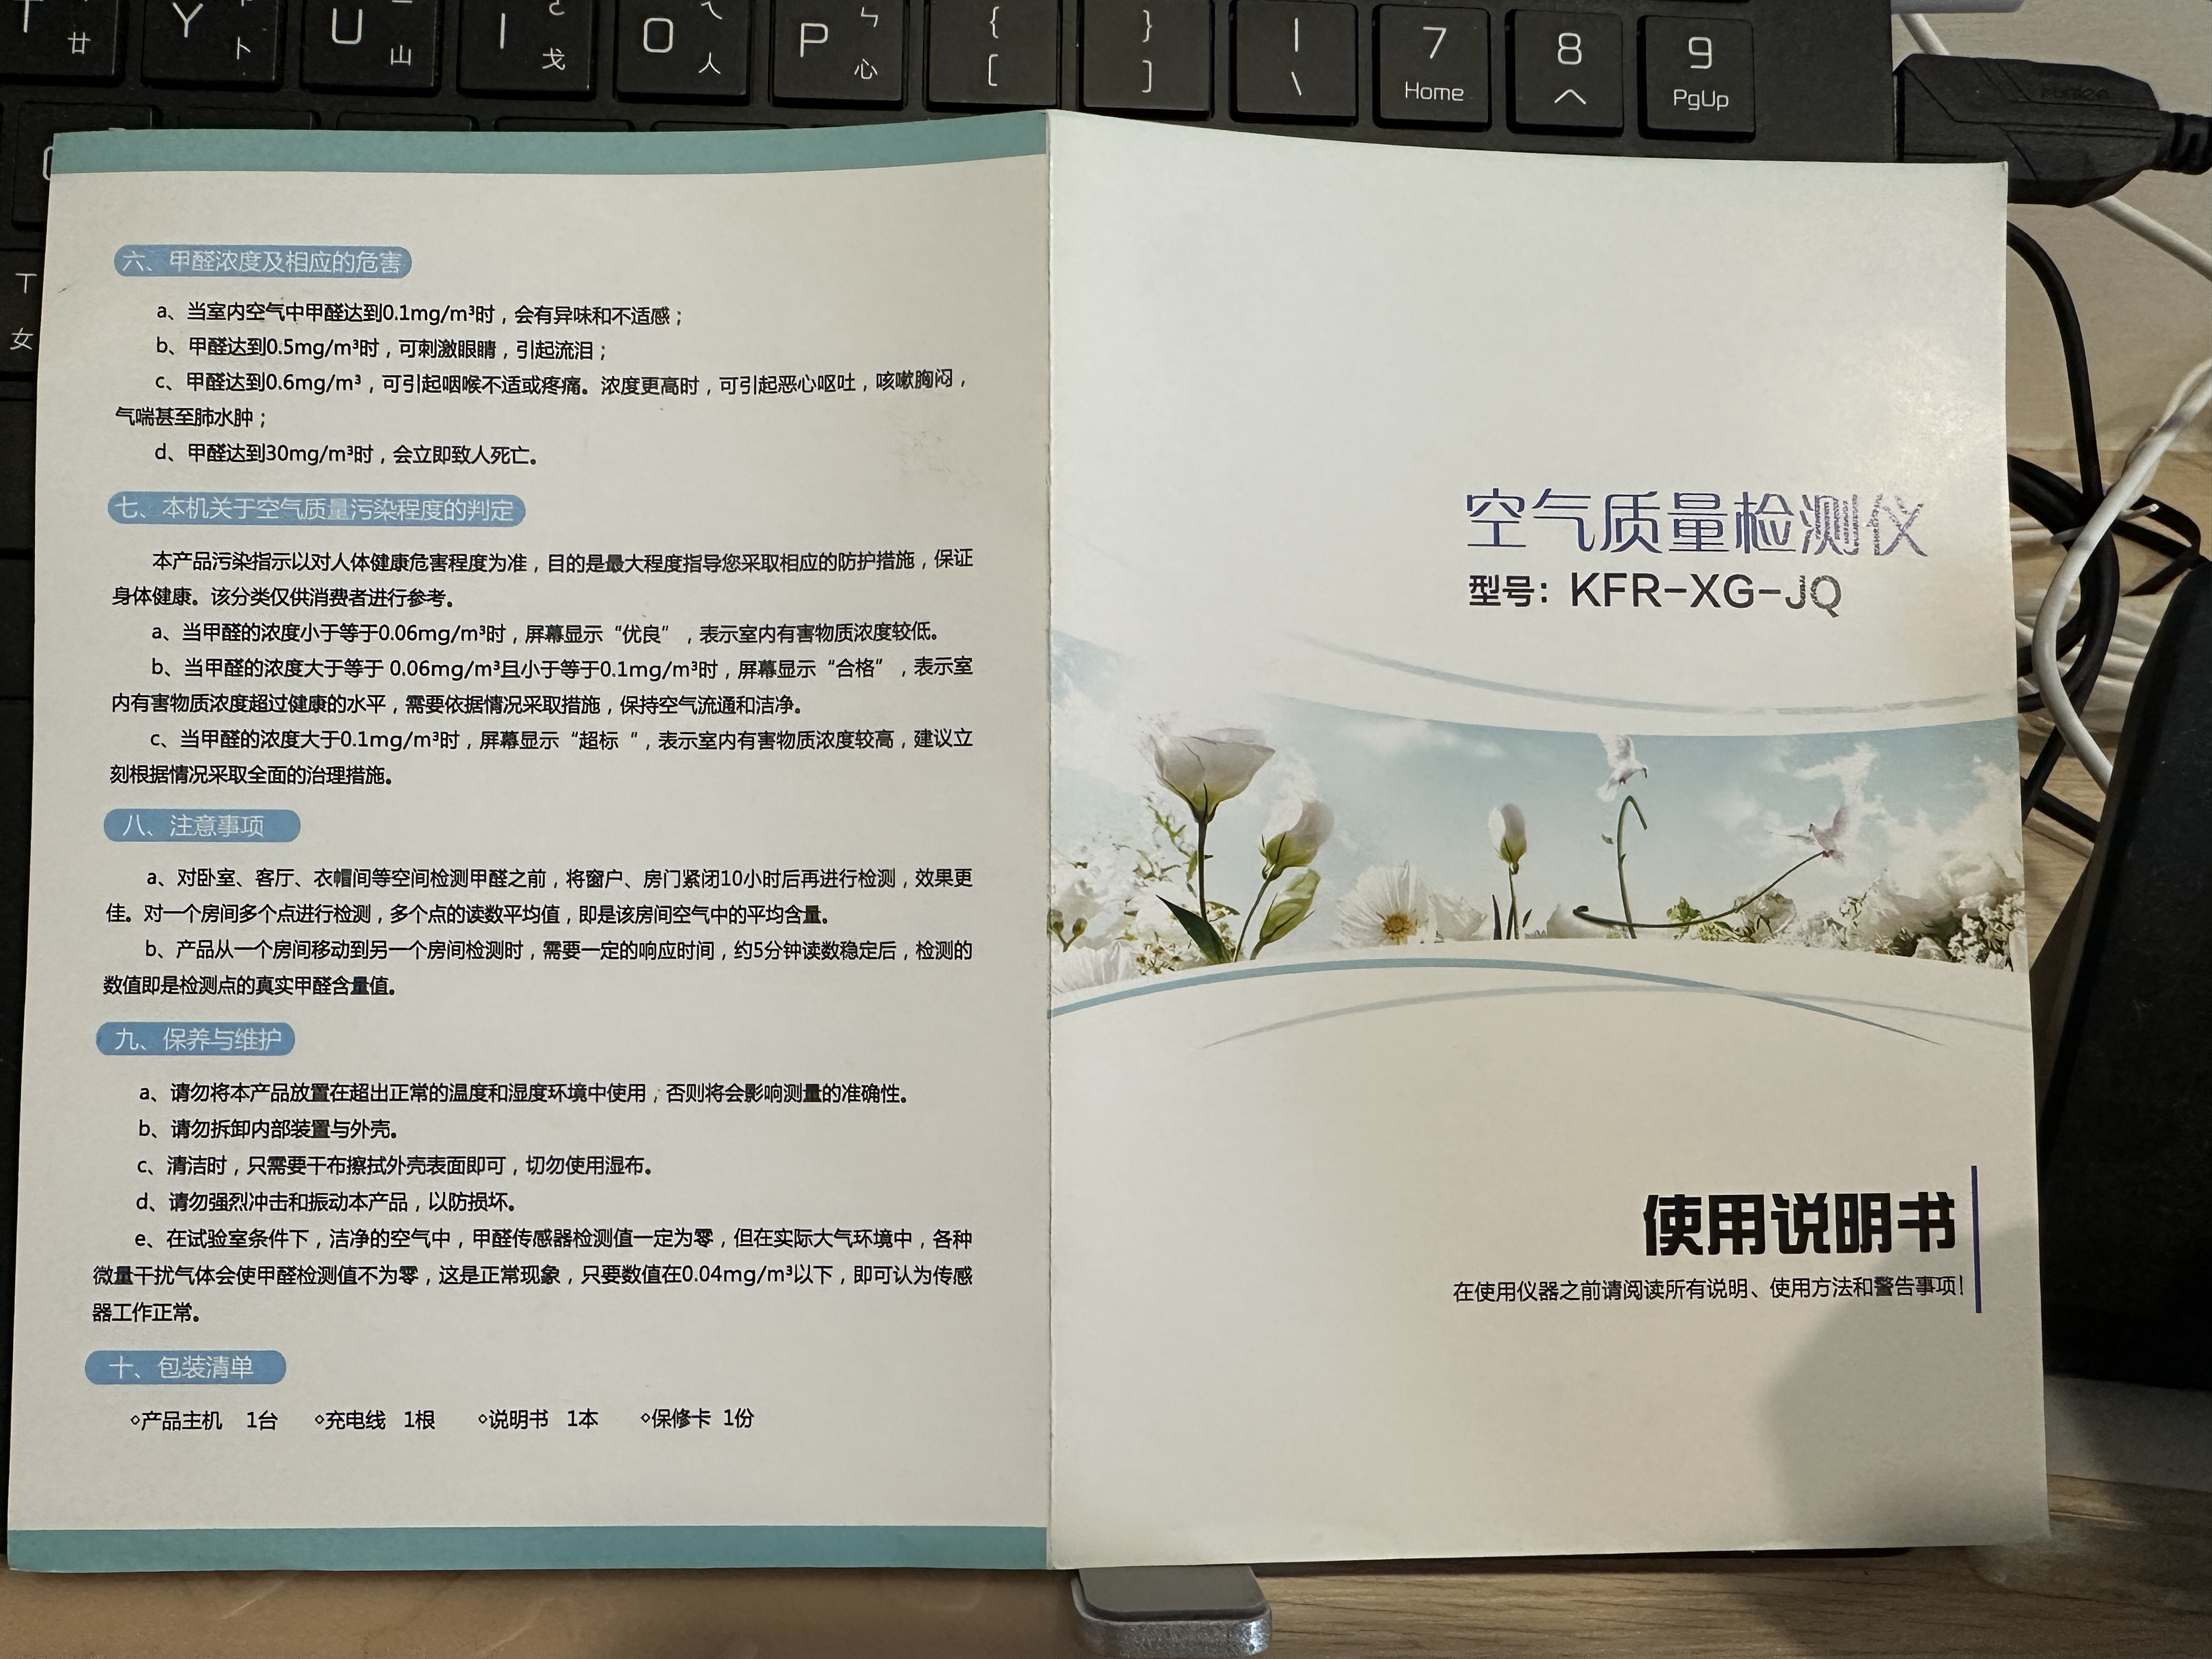 T
廿
Y
卜
U
山
I
戈
O
人
P
心
{
[
}
]
|
\
7
Home
8
9
PgUp
女
六、甲醛浓度及相应的危害
a、当室内空气中甲醛达到0.1mg/m³时，会有异味和不适感；
b、甲醛达到0.5mg/m³时，可刺激眼睛，引起流泪；
c、甲醛达到0.6mg/m³，可引起咽喉不适或疼痛。浓度更高时，可引起恶心呕吐，咳嗽胸闷，
气喘甚至肺水肿；
d、甲醛达到30mg/m³时，会立即致人死亡。
七、本机关于空气质量污染程度的判定
本产品污染指示以对人体健康危害程度为准，目的是最大程度指导您采取相应的防护措施，保证
身体健康。该分类仅供消费者进行参考。
a、当甲醛的浓度小于等于0.06mg/m³时，屏幕显示“优良”，表示室内有害物质浓度较低。
b、当甲醛的浓度大于等于 0.06mg/m³且小于等于0.1mg/m³时，屏幕显示“合格”，表示室
内有害物质浓度超过健康的水平，需要依据情况采取措施，保持空气流通和洁净。
c、当甲醛的浓度大于0.1mg/m³时，屏幕显示“超标“，表示室内有害物质浓度较高，建议立
刻根据情况采取全面的治理措施。
八、注意事项
a、对卧室、客厅、衣帽间等空间检测甲醛之前，将窗户、房门紧闭10小时后再进行检测，效果更
佳。对一个房间多个点进行检测，多个点的读数平均值，即是该房间空气中的平均含量。
b、产品从一个房间移动到另一个房间检测时，需要一定的响应时间，约5分钟读数稳定后，检测的
数值即是检测点的真实甲醛含量值。
九、保养与维护
a、请勿将本产品放置在超出正常的温度和湿度环境中使用，否则将会影响测量的准确性。
b、请勿拆卸内部装置与外壳。
c、清洁时，只需要干布擦拭外壳表面即可，切勿使用湿布。
d、请勿强烈冲击和振动本产品，以防损坏。
e、在试验室条件下，洁净的空气中，甲醛传感器检测值一定为零，但在实际大气环境中，各种
微量干扰气体会使甲醛检测值不为零，这是正常现象，只要数值在0.04mg/m³以下，即可认为传感
器工作正常。
十、包装清单
◇产品主机 1台 ◇充电线 1根 ◇说明书 1本 ◇保修卡 1份
空气质量检测仪
型号：KFR-XG-JQ
使用说明书
在使用仪器之前请阅读所有说明、使用方法和警告事项！